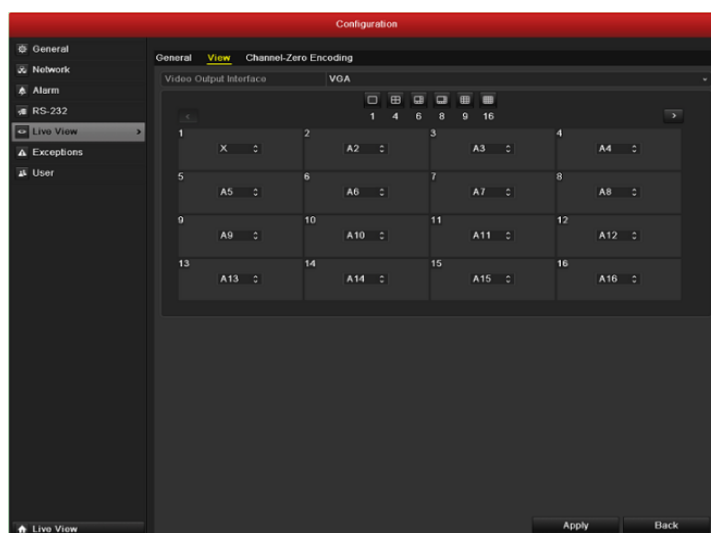 Configuration
General
Network
Alarm
RS-232
Live View
Exceptions
User
General View Channel-Zero Encoding
Video Output Interface VGA
1 4 6 8 9 16
1 2 3 4
X A2 A3 A4
5 6 7 8
A5 A6 A7 A8
9 10 11 12
A9 A10 A11 A12
13 14 15 16
A13 A14 A15 A16
Live View
Apply Back